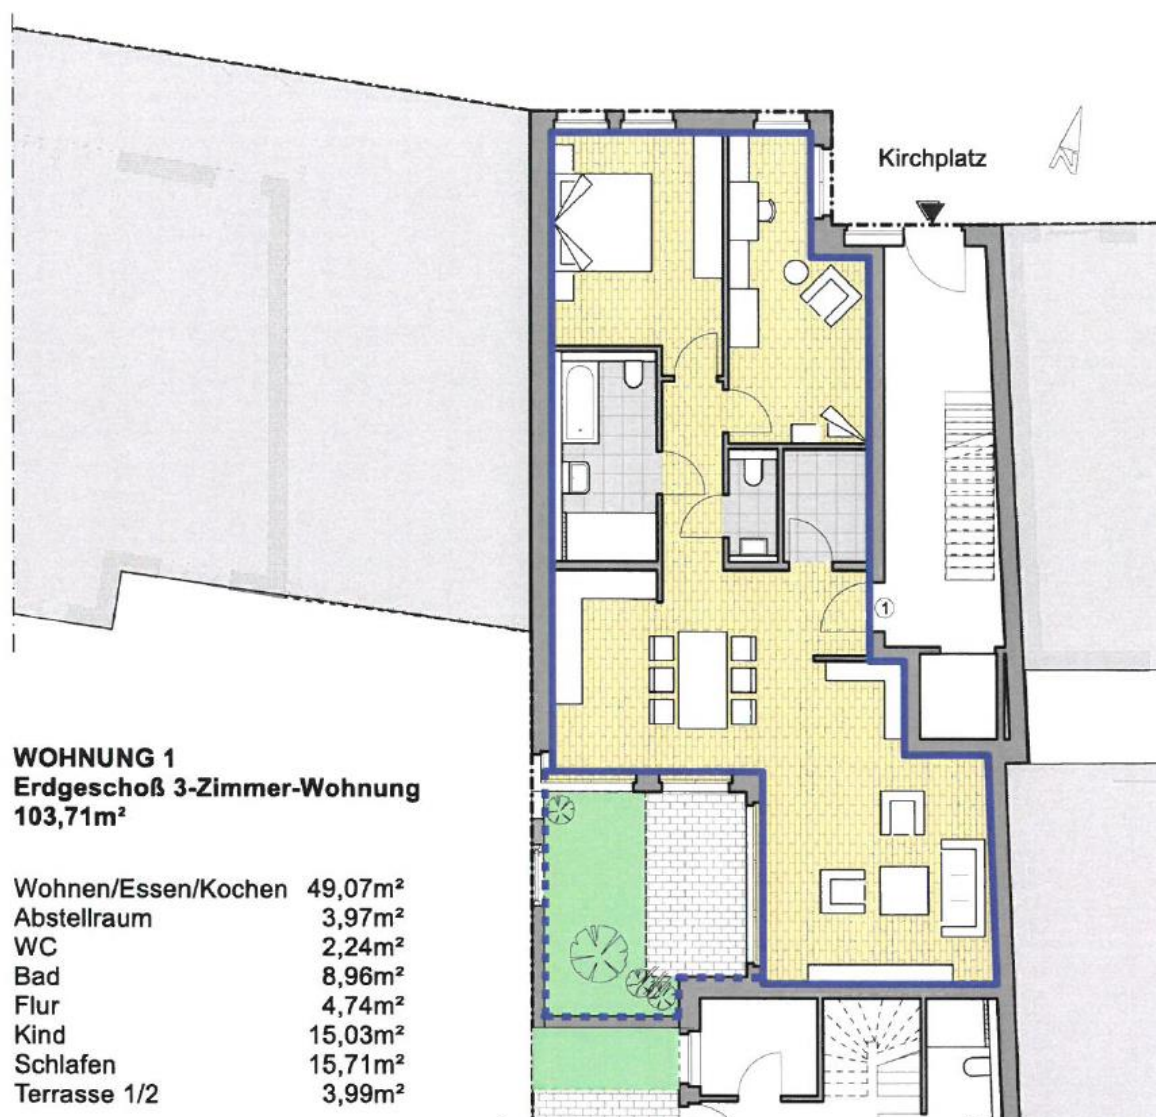 Kirchplatz
N
1
WOHNUNG 1
Erdgeschoß 3-Zimmer-Wohnung
103,71m²
Wohnen/Essen/Kochen 49,07m²
Abstellraum 3,97m²
WC 2,24m²
Bad 8,96m²
Flur 4,74m²
Kind 15,03m²
Schlafen 15,71m²
Terrasse 1/2 3,99m²